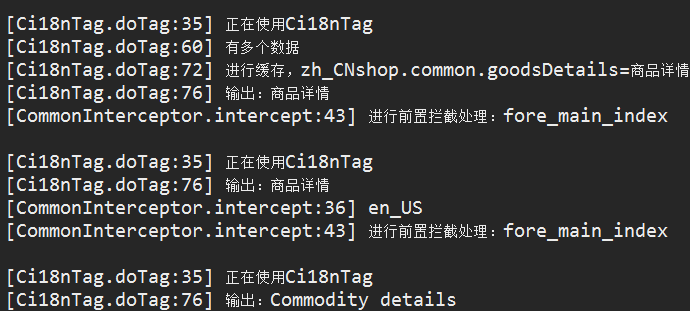 [Ci18nTag.doTag:35] 正在使用Ci18nTag
[Ci18nTag.doTag:60] 有多个数据
[Ci18nTag.doTag:72] 进行缓存，zh_CNshop.common.goodsDetails=商品详情
[Ci18nTag.doTag:76] 输出：商品详情
[CommonInterceptor.intercept:43] 进行前置拦截处理：fore_main_index
[Ci18nTag.doTag:35] 正在使用Ci18nTag
[Ci18nTag.doTag:76] 输出：商品详情
[CommonInterceptor.intercept:36] en_US
[CommonInterceptor.intercept:43] 进行前置拦截处理：fore_main_index
[Ci18nTag.doTag:35] 正在使用Ci18nTag
[Ci18nTag.doTag:76] 输出：Commodity details